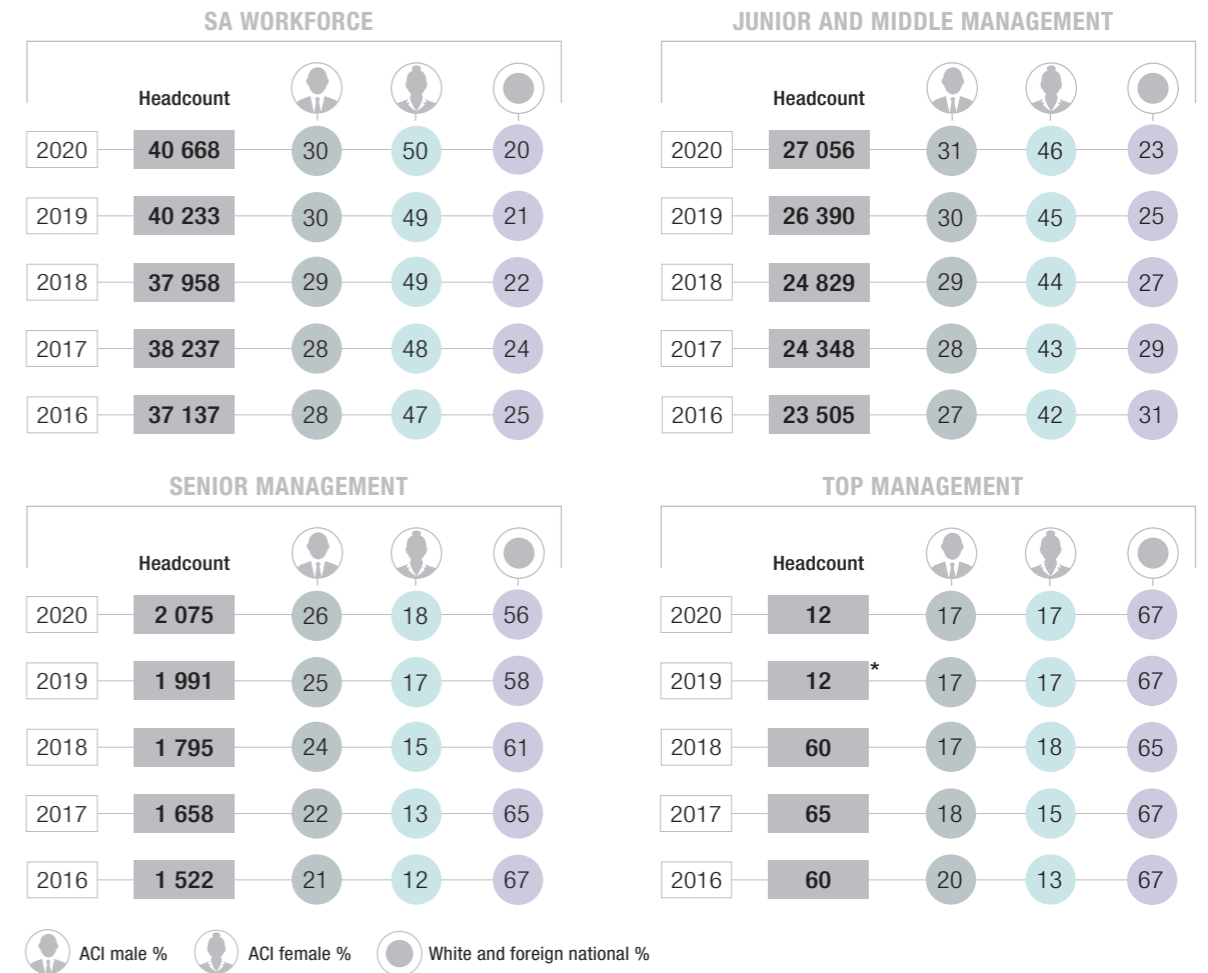 SA WORKFORCE
Headcount
2020 40 668 30 50 20
2019 40 233 30 49 21
2018 37 958 29 49 22
2017 38 237 28 48 24
2016 37 137 28 47 25
JUNIOR AND MIDDLE MANAGEMENT
Headcount
2020 27 056 31 46 23
2019 26 390 30 45 25
2018 24 829 29 44 27
2017 24 348 28 43 29
2016 23 505 27 42 31
SENIOR MANAGEMENT
Headcount
2020 2 075 26 18 56
2019 1 991 25 17 58
2018 1 795 24 15 61
2017 1 658 22 13 65
2016 1 522 21 12 67
TOP MANAGEMENT
Headcount
2020 12 17 17 67
2019 12 * 17 17 67
2018 60 17 18 65
2017 65 18 15 67
2016 60 20 13 67
ACI male % ACI female % White and foreign national %